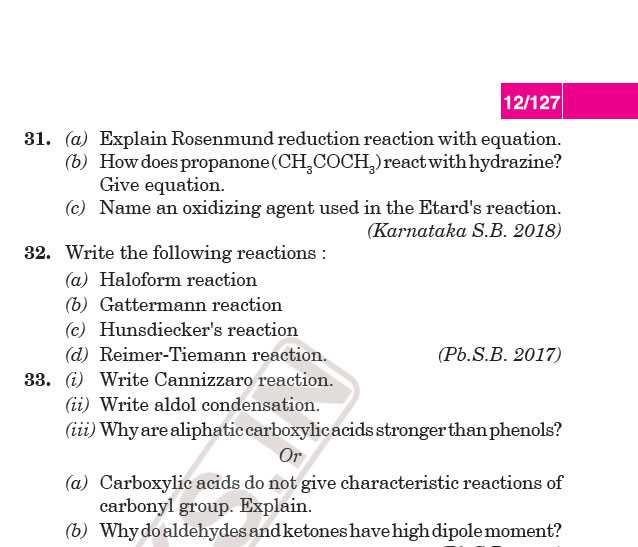 12/127
31. (a) Explain Rosenmund reduction reaction with equation.
(b) How does propanone (CH₃COCH₃) react with hydrazine?
Give equation.
(c) Name an oxidizing agent used in the Etard's reaction.
(Karnataka S.B. 2018)
32. Write the following reactions :
(a) Haloform reaction
(b) Gattermann reaction
(c) Hunsdiecker's reaction
(d) Reimer-Tiemann reaction. (Pb.S.B. 2017)
33. (i) Write Cannizzaro reaction.
(ii) Write aldol condensation.
(iii) Why are aliphatic carboxylic acids stronger than phenols?
Or
(a) Carboxylic acids do not give characteristic reactions of
carbonyl group. Explain.
(b) Why do aldehydes and ketones have high dipole moment?